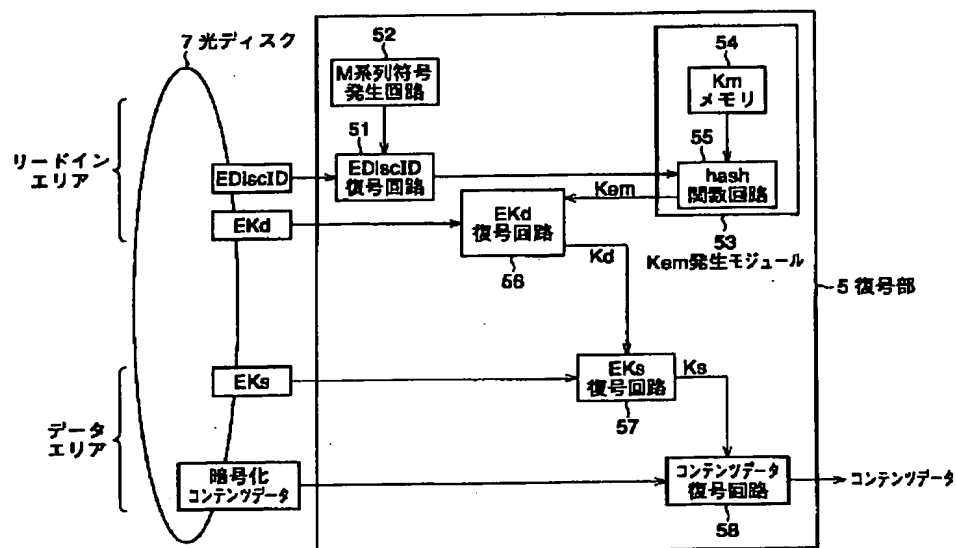 7 光ディスク
リードイン
エリア
EDiscID
EKd
データ
エリア
EKs
暗号化
コンテンツデータ
52
M系列符号
発生回路
51
EDiscID
復号回路
54
Km
メモリ
55
hash
関数回路
Kem
53
Kem発生モジュール
EKd
復号回路
56
Kd
5 復号部
EKs
復号回路
57
Ks
コンテンツデータ
復号回路
58
コンテンツデータ